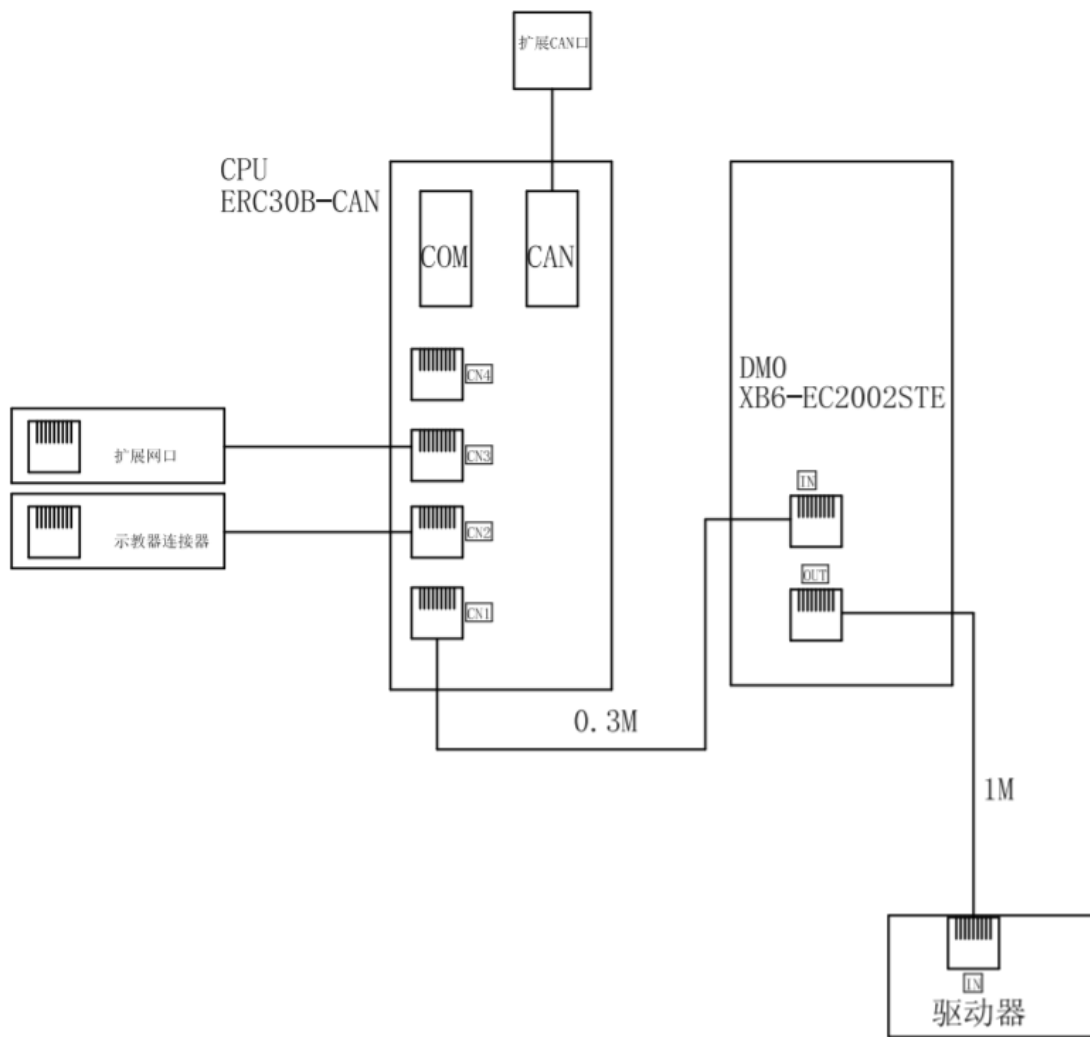 扩展CAN口
CPU
ERC30B-CAN
COM
CAN
CN4
扩展网口
CN3
示教器连接器
CN2
CN1
DMO
XB6-EC2002STE
IN
OUT
0.3M
1M
IN
驱动器